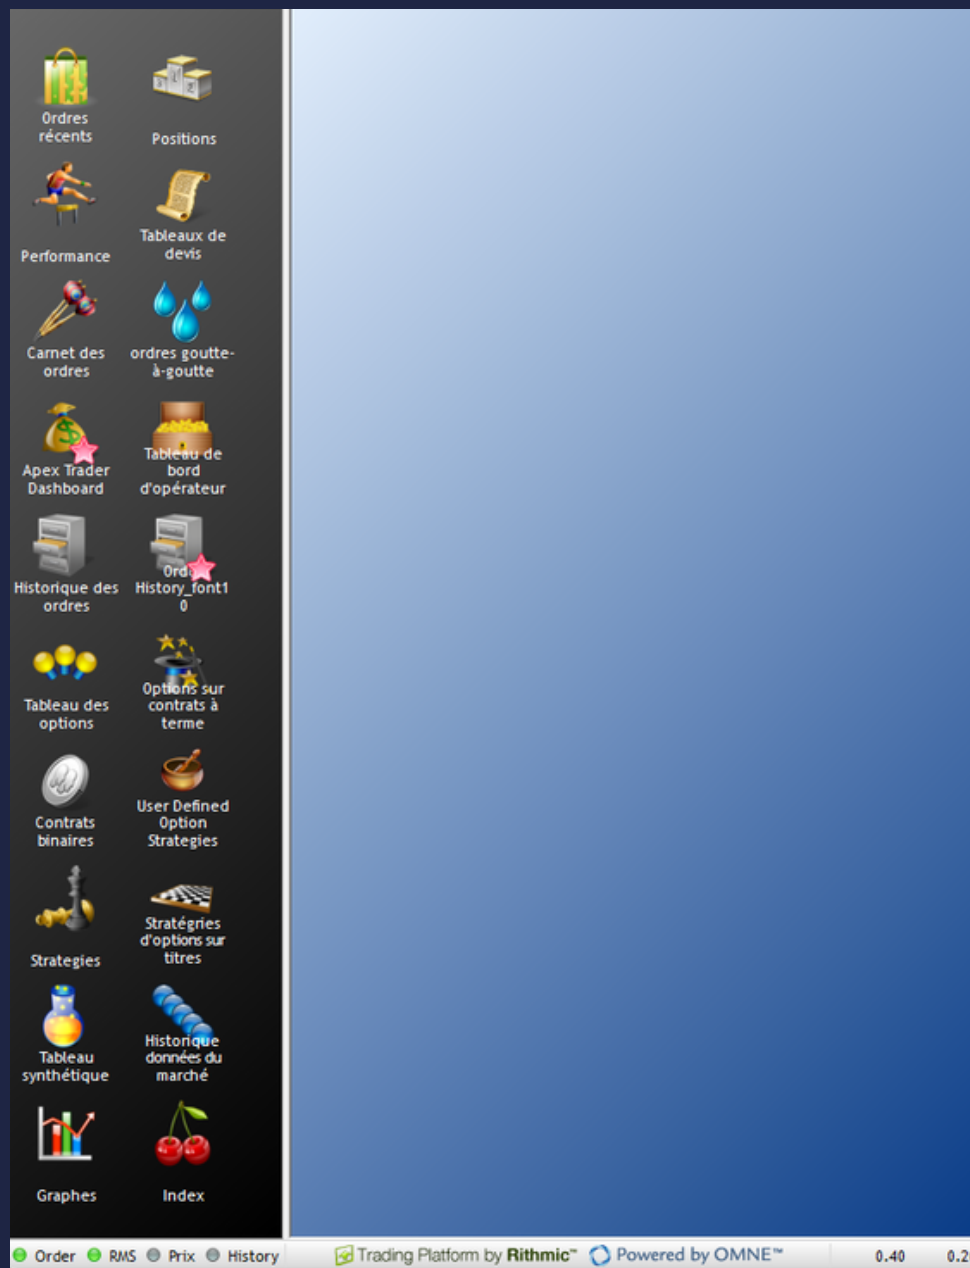 Ordres
récents
Positions
Performance
Tableaux de
devis
Carnet des
ordres
ordres goutte-
à-goutte
Apex Trader
Dashboard
Tableau de
bord
d'opérateur
Historique des
ordres
History_font1
0
Tableau des
options
Options sur
contrats à
terme
Contrats
binaires
User Defined
Option
Strategies
Strategies
Stratégries
d'options sur
titres
Tableau
synthétique
Historique
données du
marché
Graphes
Index
Order RMS Prix History Trading Platform by Rithmic™ Powered by OMNE™ 0.40